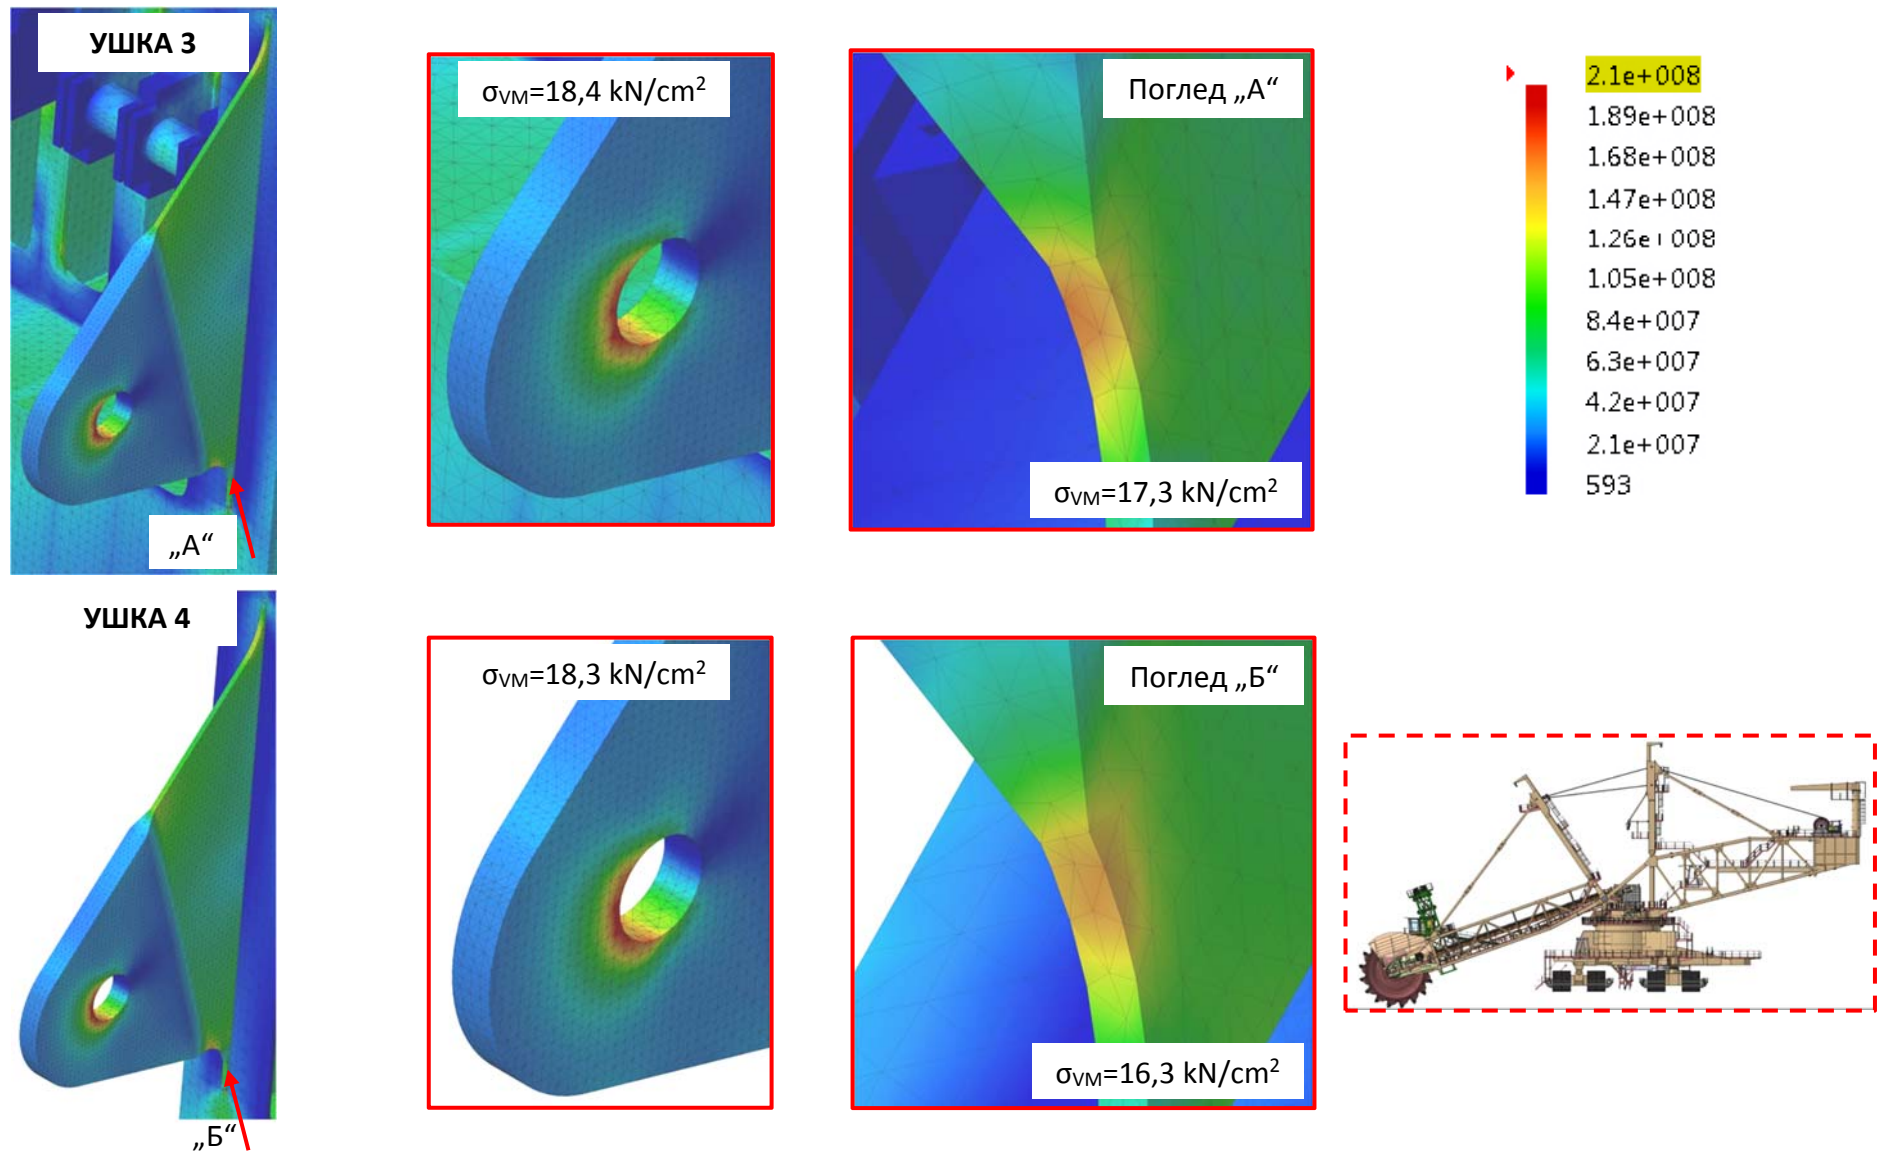 УШКА 3
σVM=18,4 kN/cm²
Поглед „А“
σVM=17,3 kN/cm²
„А“
2.1e+008
1.89e+008
1.68e+008
1.47e+008
1.26e+008
1.05e+008
8.4e+007
6.3e+007
4.2e+007
2.1e+007
593
УШКА 4
σVM=18,3 kN/cm²
Поглед „Б“
σVM=16,3 kN/cm²
„Б“